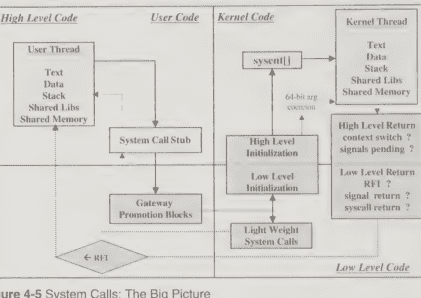 High Level Code
User Code
Kernel Code
User Thread
Text
Data
Stack
Shared Libs
Shared Memory
System Call Stub
Gateway
Promotion Blocks
← RFI
sysent[]
64-bit arg
High Level
Initialization
Low Level
Initialization
Light Weight
System Calls
Kernel Thread
Text
Data
Stack
Shared Libs
Shared Memory
High Level Return
context switch ?
signals pending ?
Low Level Return
RFI ?
signal return ?
syscall return ?
Low Level Code
ure 4-5 System Calls: The Big Picture